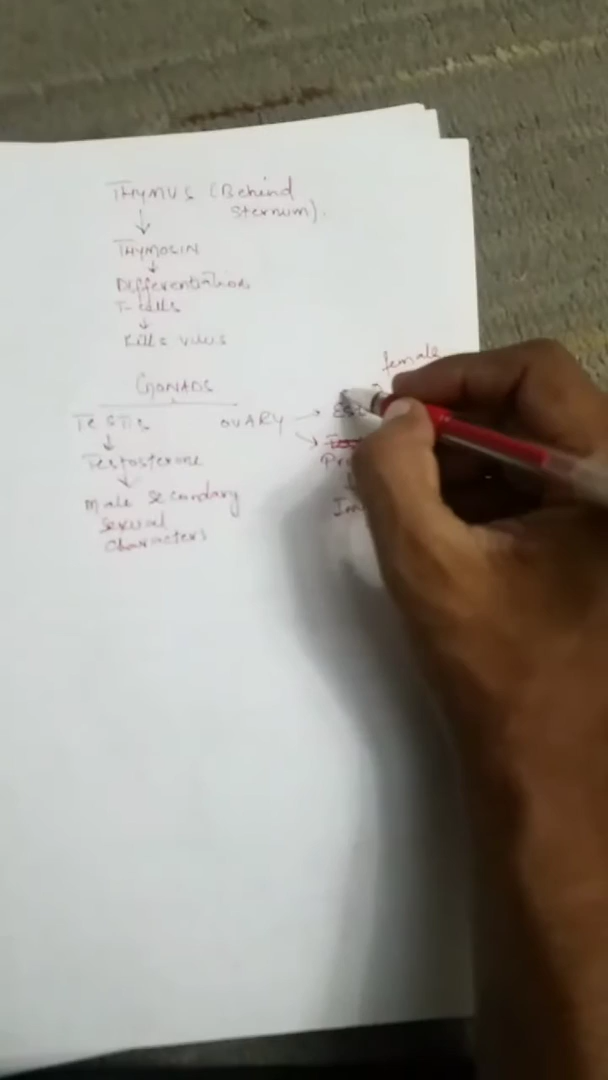 THYMUS (Behind
Sternum).
THYMOSIN
Differentiation
T-cells
Kills virus
GONADS
female
TeSTis
OVARY
Testosterone
Male Secondary
Sexual
Characters